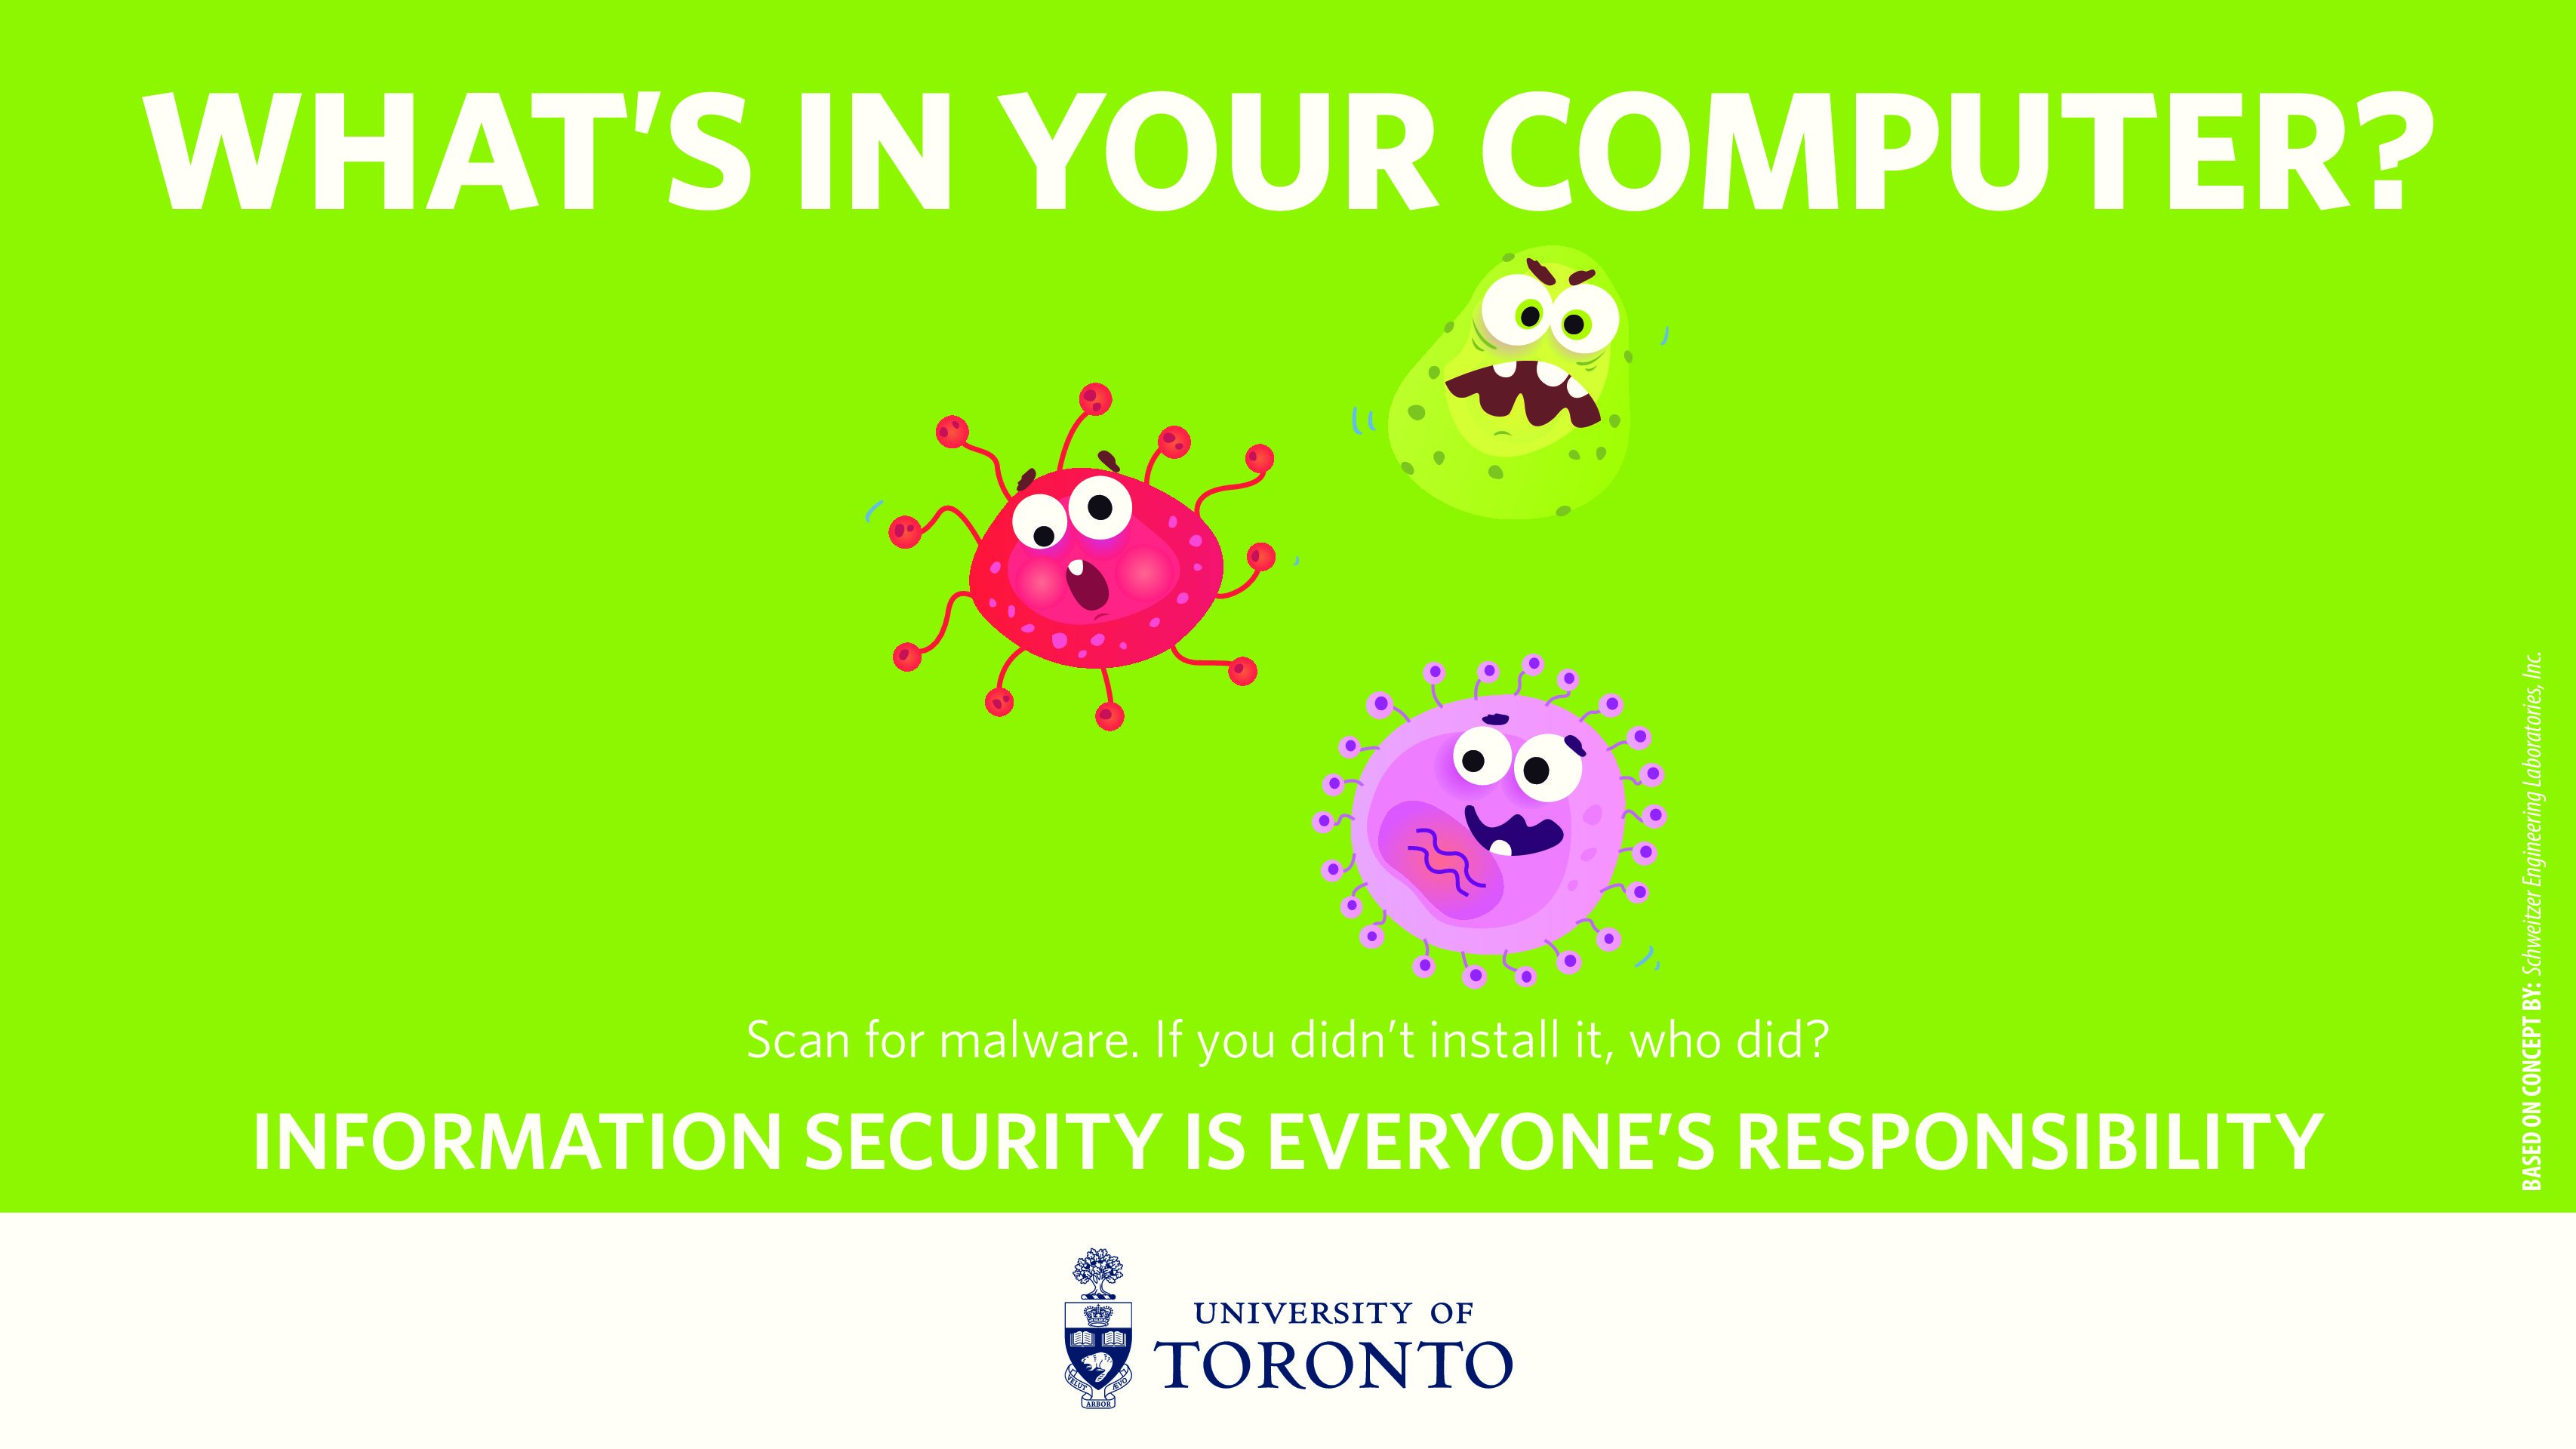 WHAT'S IN YOUR COMPUTER?
Scan for malware. If you didn't install it, who did?
INFORMATION SECURITY IS EVERYONE'S RESPONSIBILITY
BASED ON CONCEPT BY: Schweitzer Engineering Laboratories, Inc.
UNIVERSITY OF
TORONTO
VELUT ARBOR ÆVO